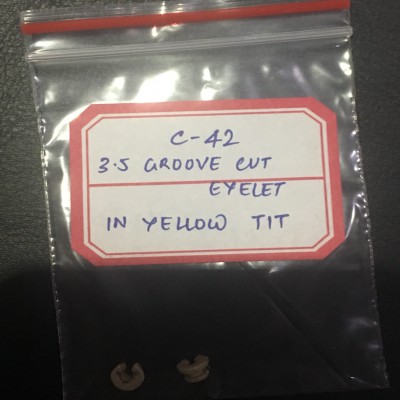 C-42
3.5 GROOVE CUT
EYELET
IN YELLOW TIT